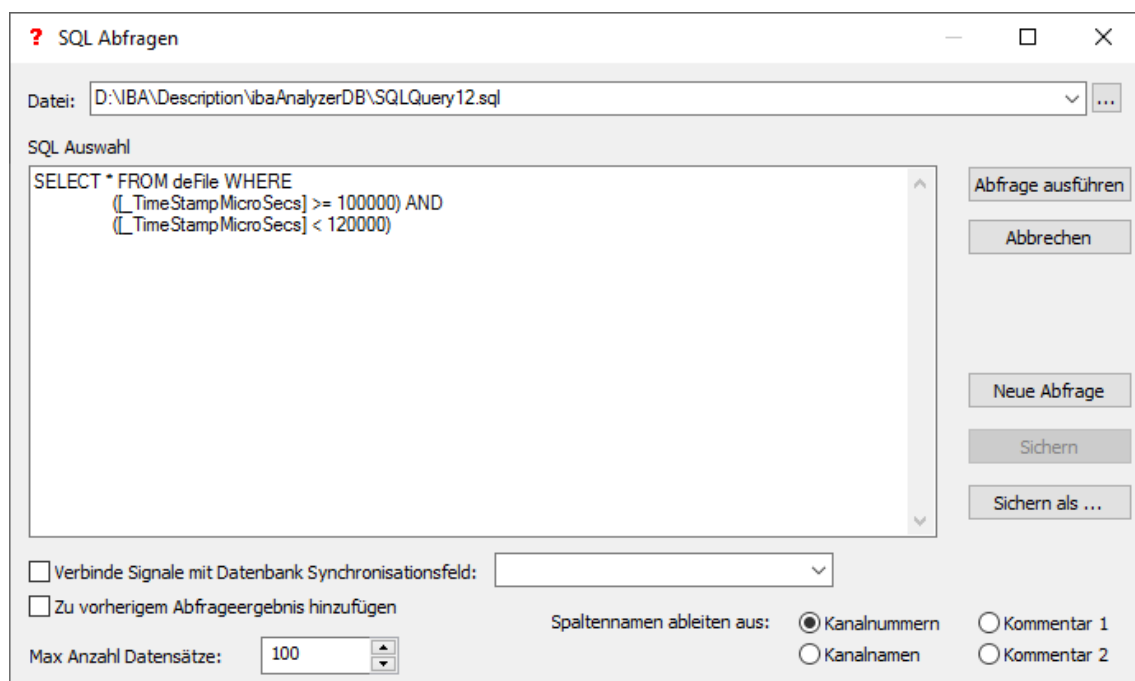 ? SQL Abfragen
Datei: D:\IBA\Description\ibaAnalyzerDB\SQLQuery12.sql ...
SQL Auswahl
SELECT * FROM deFile WHERE
([_TimeStampMicroSecs] >= 100000) AND
([_TimeStampMicroSecs] < 120000)
Abfrage ausführen
Abbrechen
Neue Abfrage
Sichern
Sichern als ...
Verbinde Signale mit Datenbank Synchronisationsfeld:
Zu vorherigem Abfrageergebnis hinzufügen
Max Anzahl Datensätze: 100
Spaltennamen ableiten aus: Kanalnummern Kommentar 1
Kanalnamen Kommentar 2